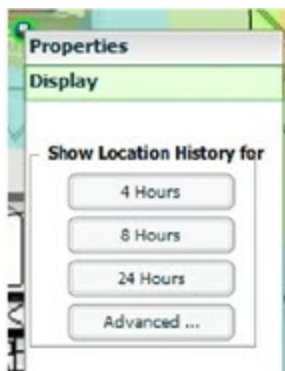 Properties
Display
Show Location History for
4 Hours
8 Hours
24 Hours
Advanced ...